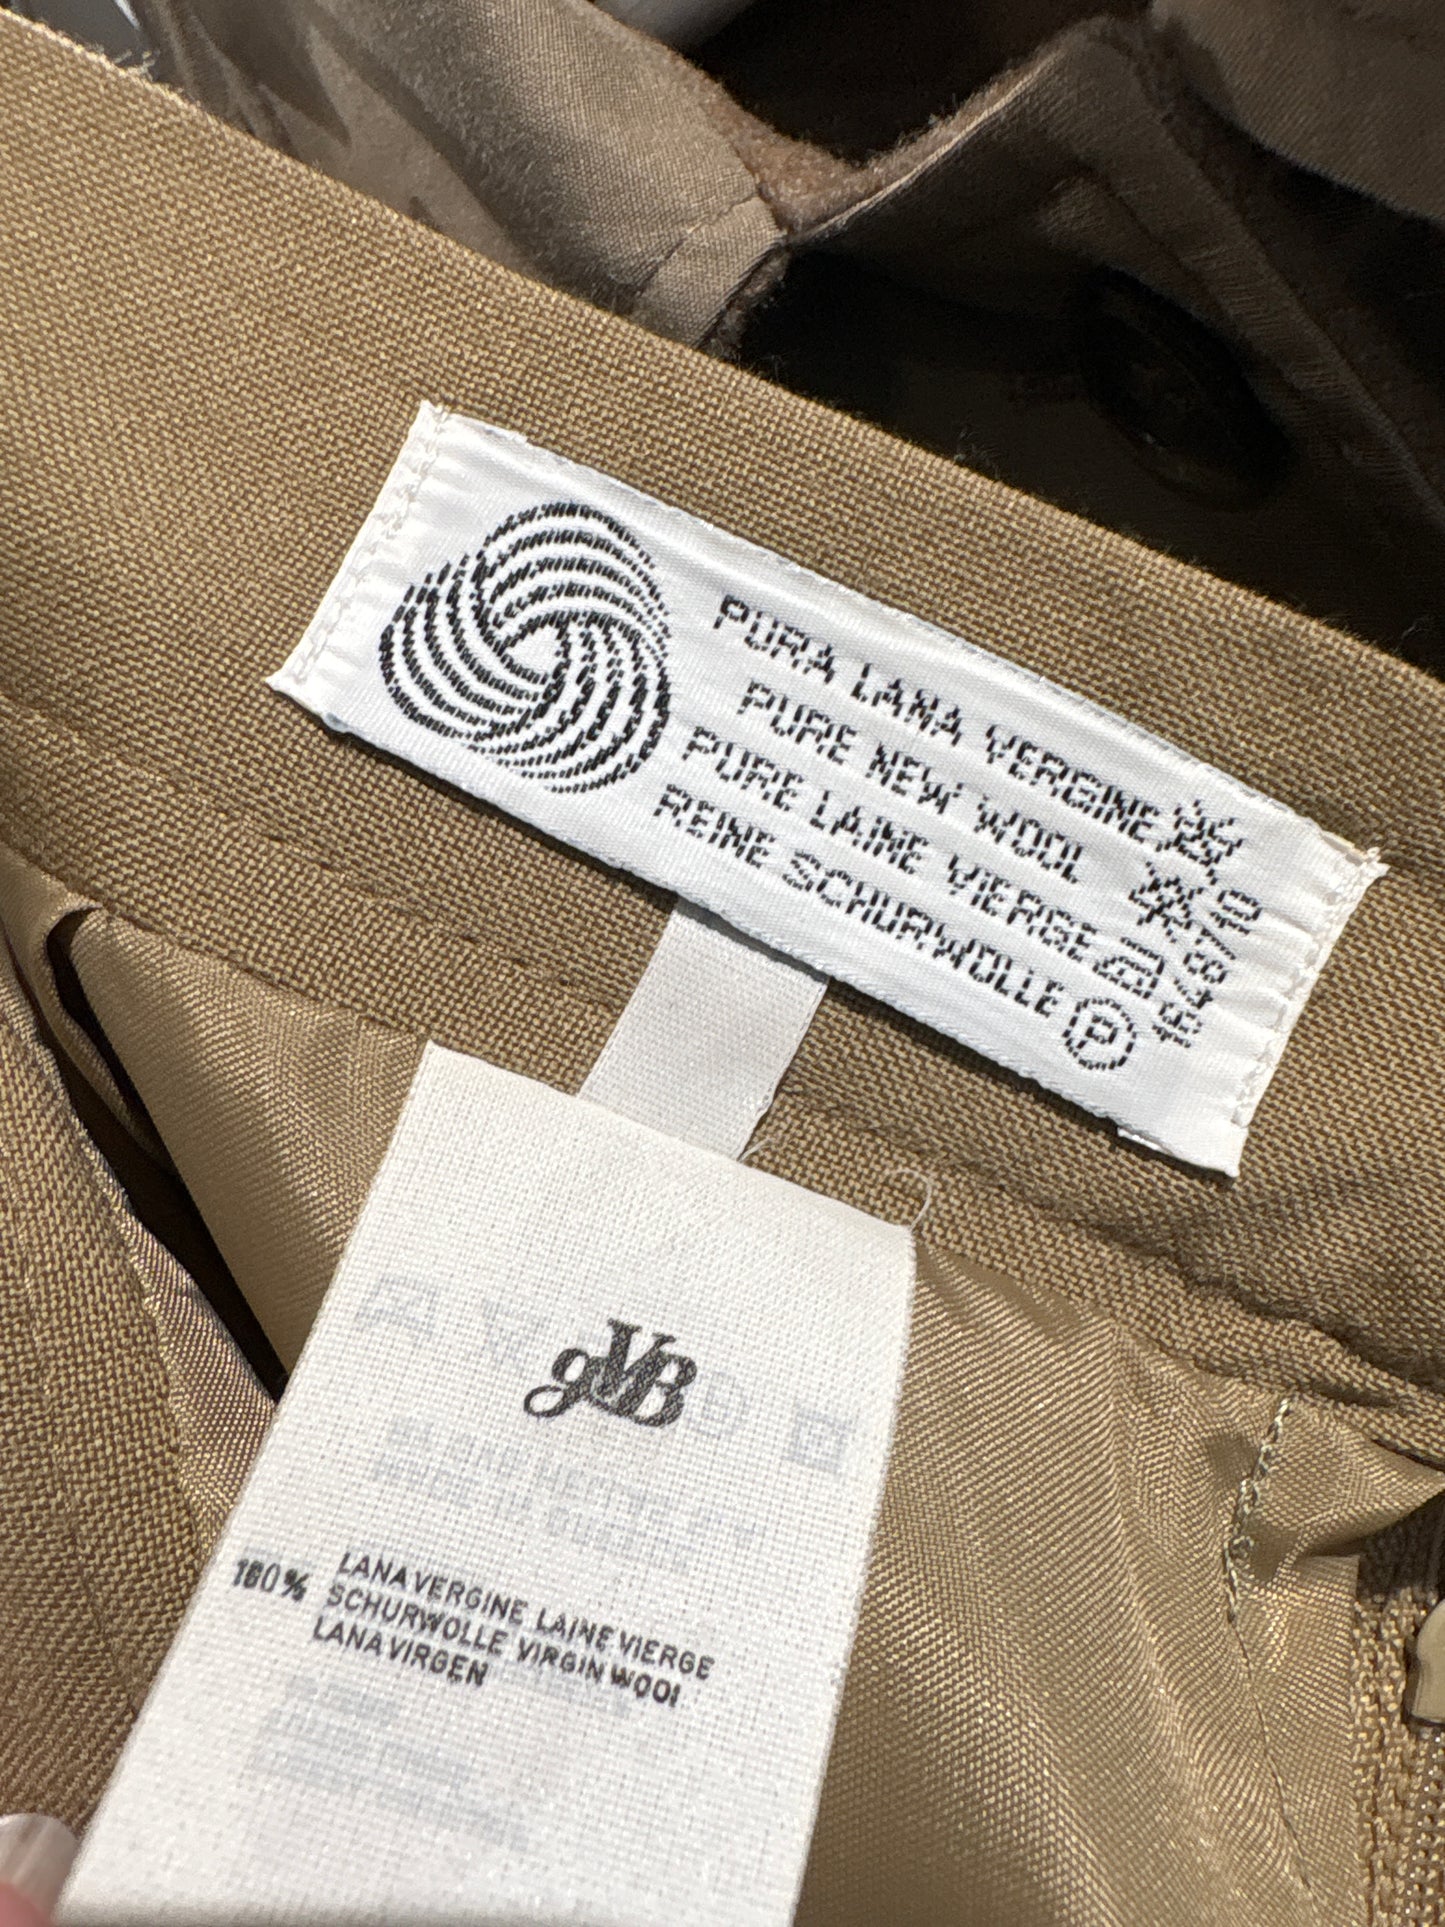 PURA LANA VERGINE
PURE NEW WOOL
PURE LAINE VIERGE
REINE SCHURWOLLE P
gVB
100%
LANA VERGINE LAINE VIERGE
SCHURWOLLE VIRGIN WOOL
LANA VIRGEN